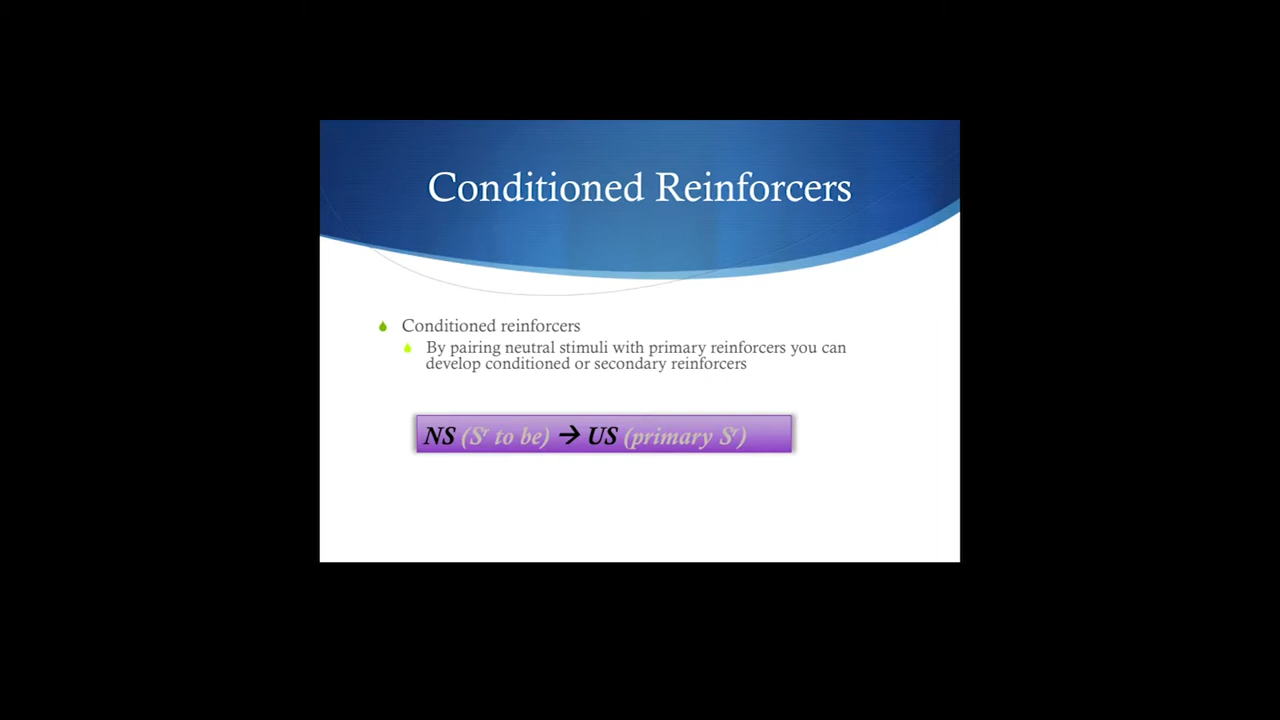 Conditioned Reinforcers
Conditioned reinforcers
By pairing neutral stimuli with primary reinforcers you can
develop conditioned or secondary reinforcers
NS (Sʳ to be) → US (primary Sʳ)